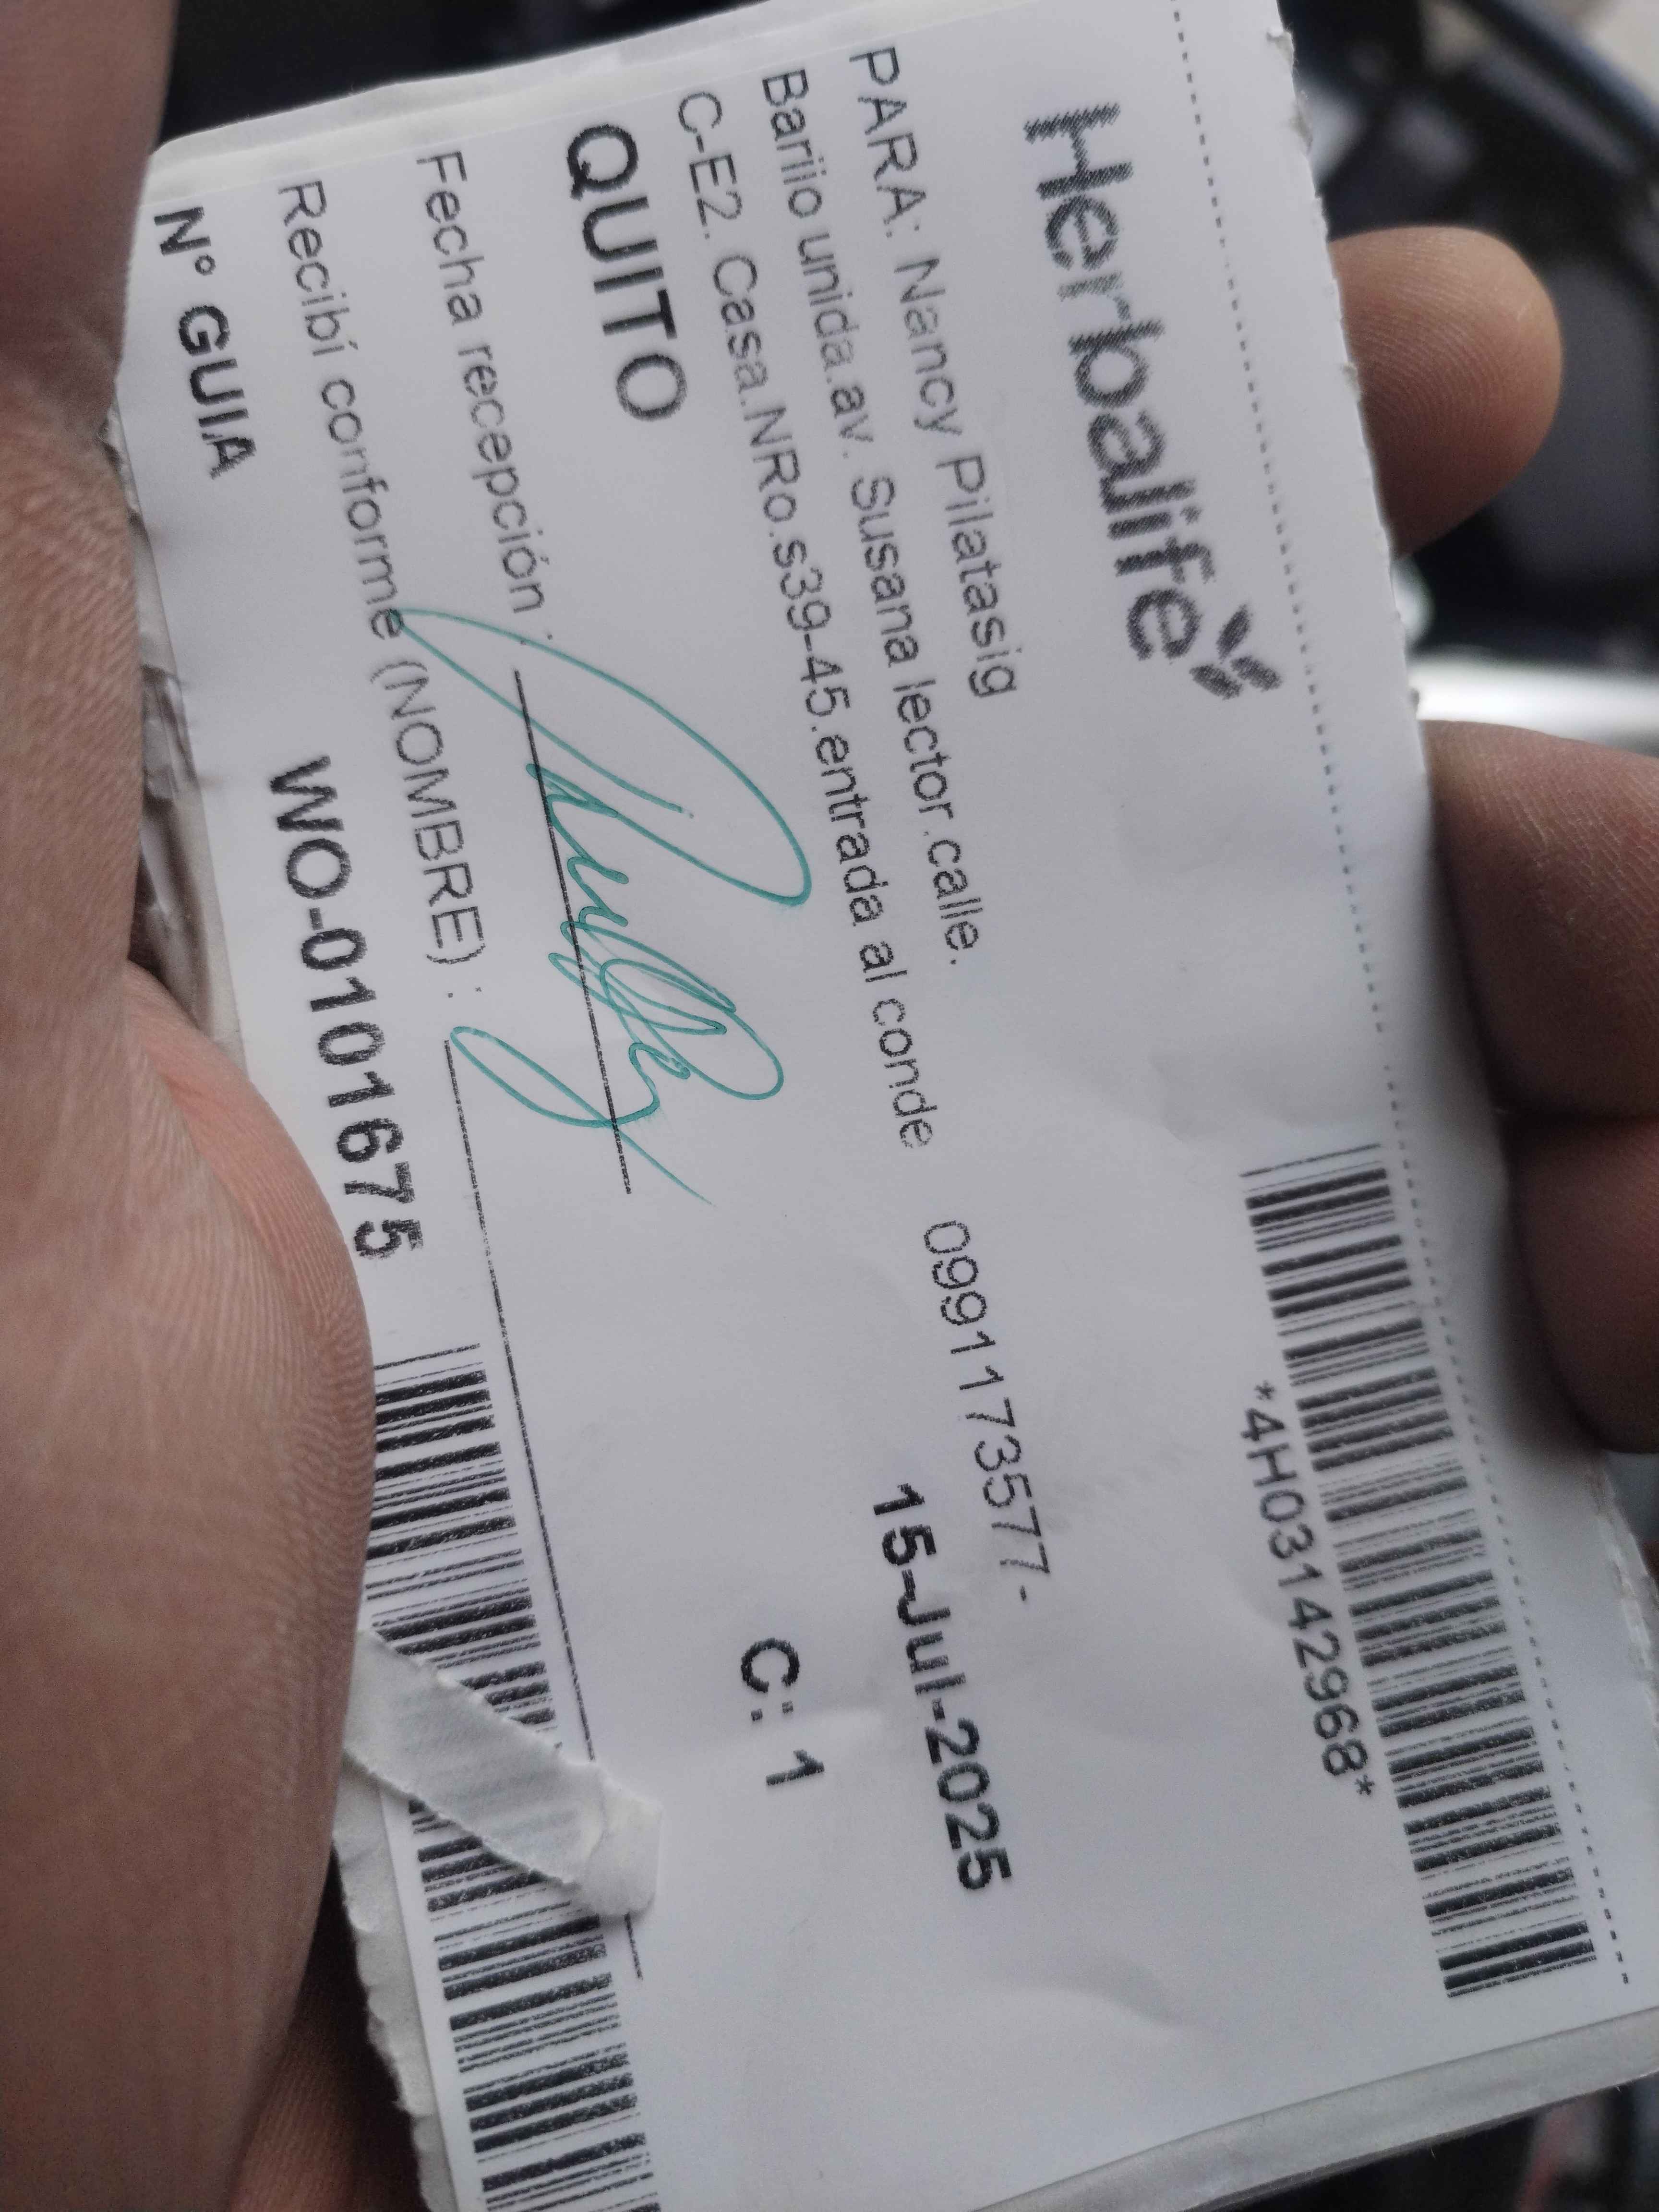 Herbalife
*4H03142968*
PARA: Nancy Pilatasig
0991173577-
Bariio unida.av. Susana lector.calle.
C-E2. Casa.NRo.s39-45.entrada al conde
15-Jul-2025
QUITO
C: 1
Fecha recepción :
Recibí conforme (NOMBRE) :
N° GUIA
WO-0101675